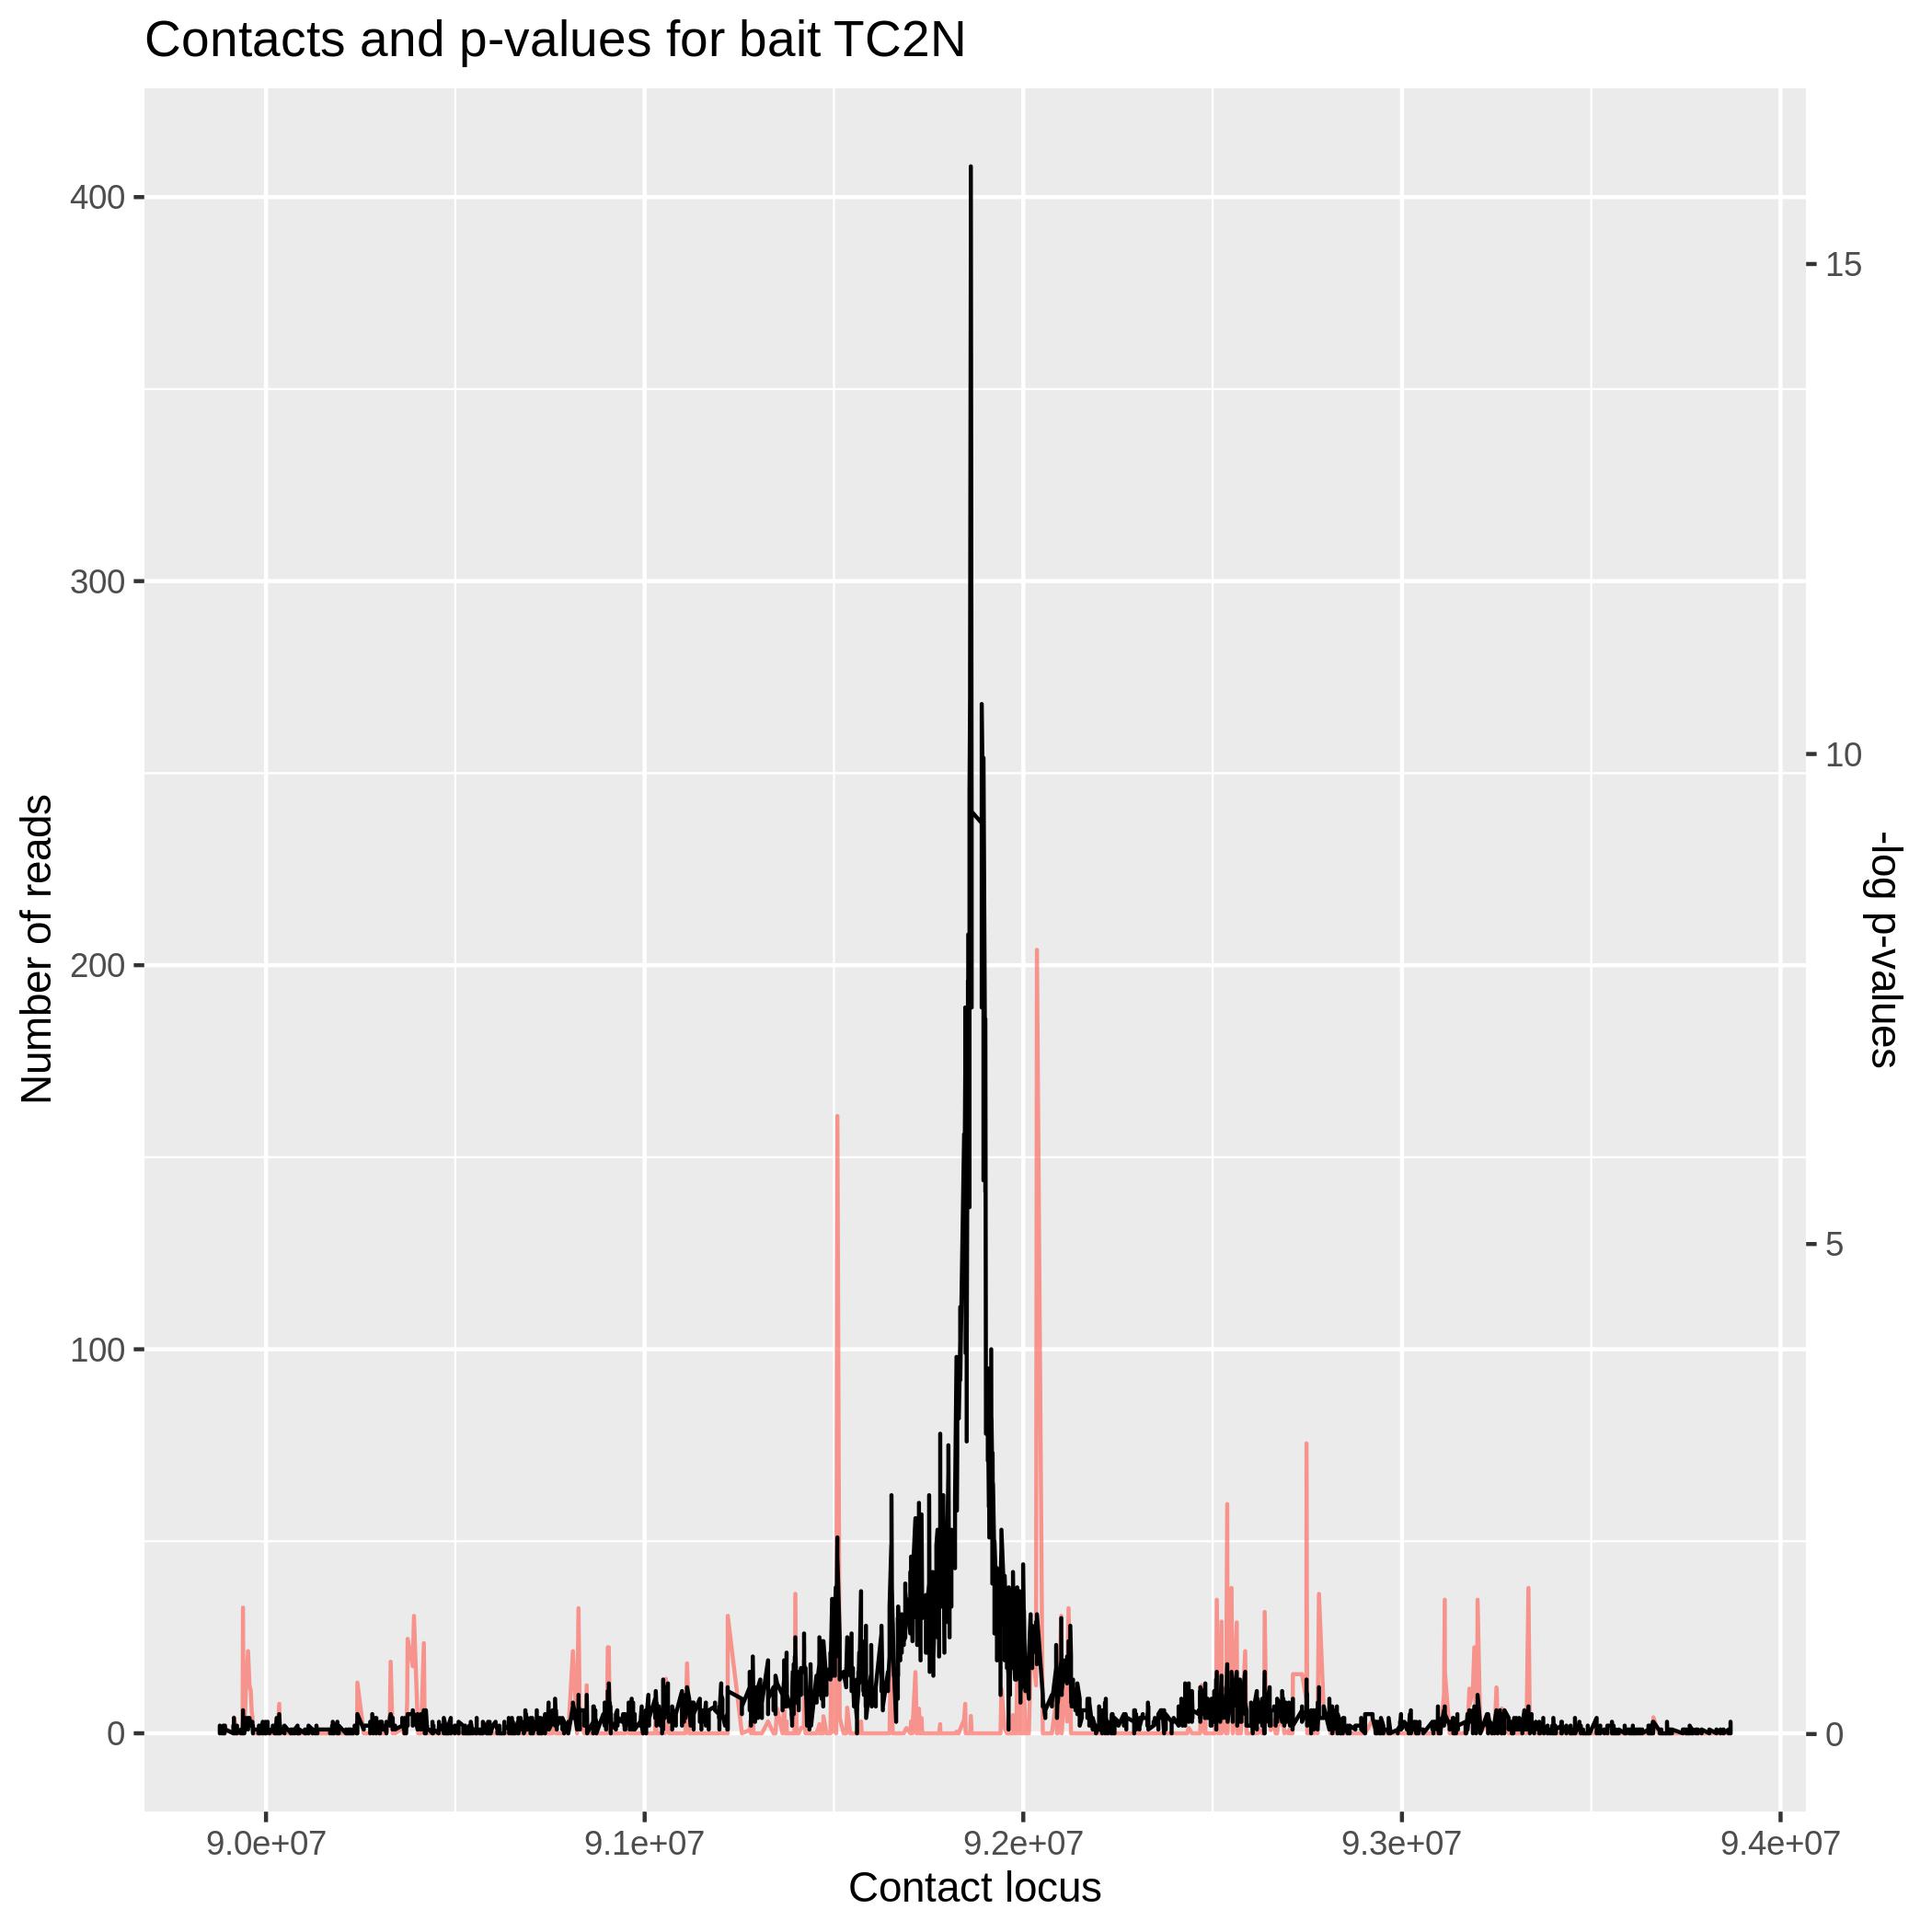 Contacts and p-values for bait TC2N
400
300
200
100
0
Number of reads
15
10
5
0
-log p-values
9.0e+07 9.1e+07 9.2e+07 9.3e+07 9.4e+07
Contact locus